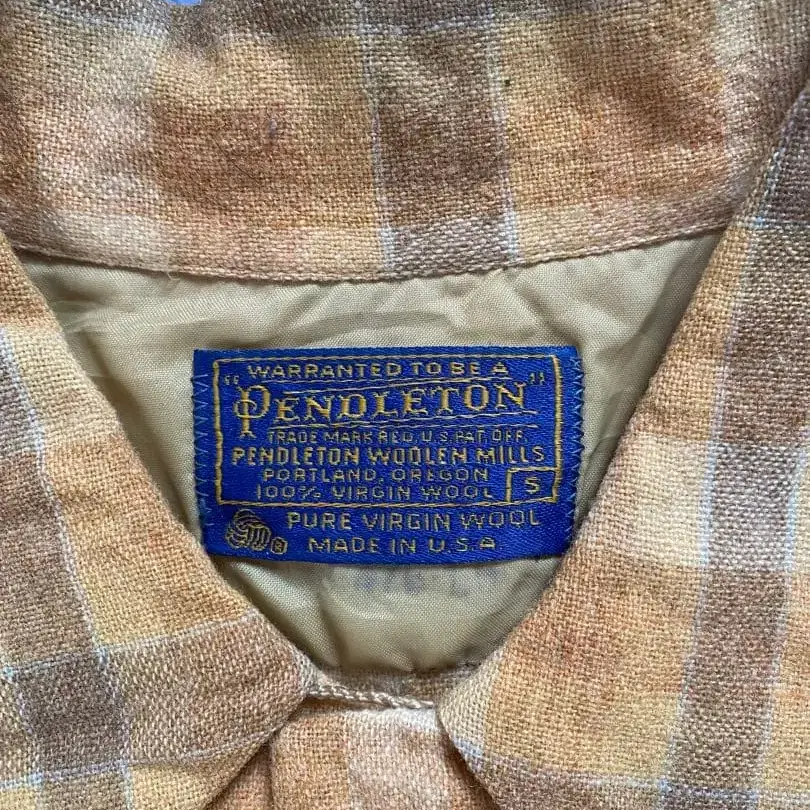 WARRANTED TO BE A
"PENDLETON"
TRADE MARK REG. U.S. PAT. OFF.
PENDLETON WOOLEN MILLS
PORTLAND, OREGON
100% VIRGIN WOOL S
PURE VIRGIN WOOL
® MADE IN U.S.A.